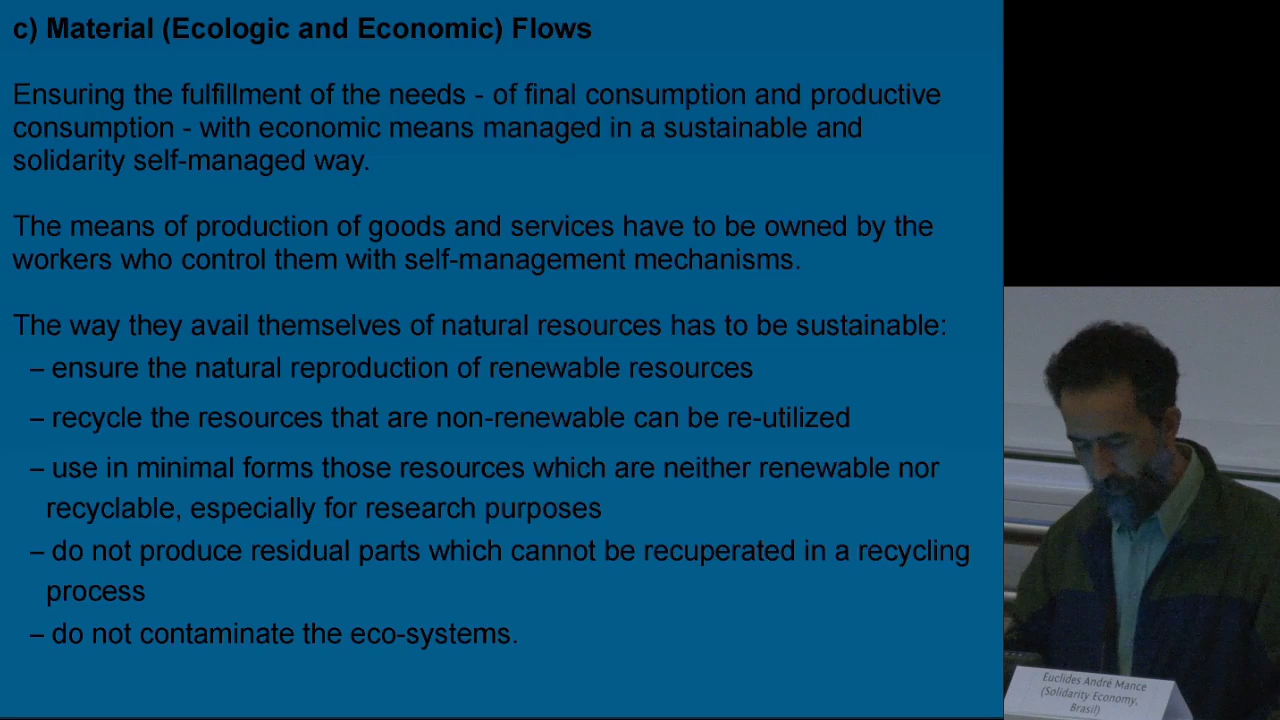 c) Material (Ecologic and Economic) Flows
Ensuring the fulfillment of the needs - of final consumption and productive
consumption - with economic means managed in a sustainable and
solidarity self-managed way.
The means of production of goods and services have to be owned by the
workers who control them with self-management mechanisms.
The way they avail themselves of natural resources has to be sustainable:
– ensure the natural reproduction of renewable resources
– recycle the resources that are non-renewable can be re-utilized
– use in minimal forms those resources which are neither renewable nor
recyclable, especially for research purposes
– do not produce residual parts which cannot be recuperated in a recycling
process
– do not contaminate the eco-systems.
Euclides André Mance
(Solidarity Economy,
Brasil)